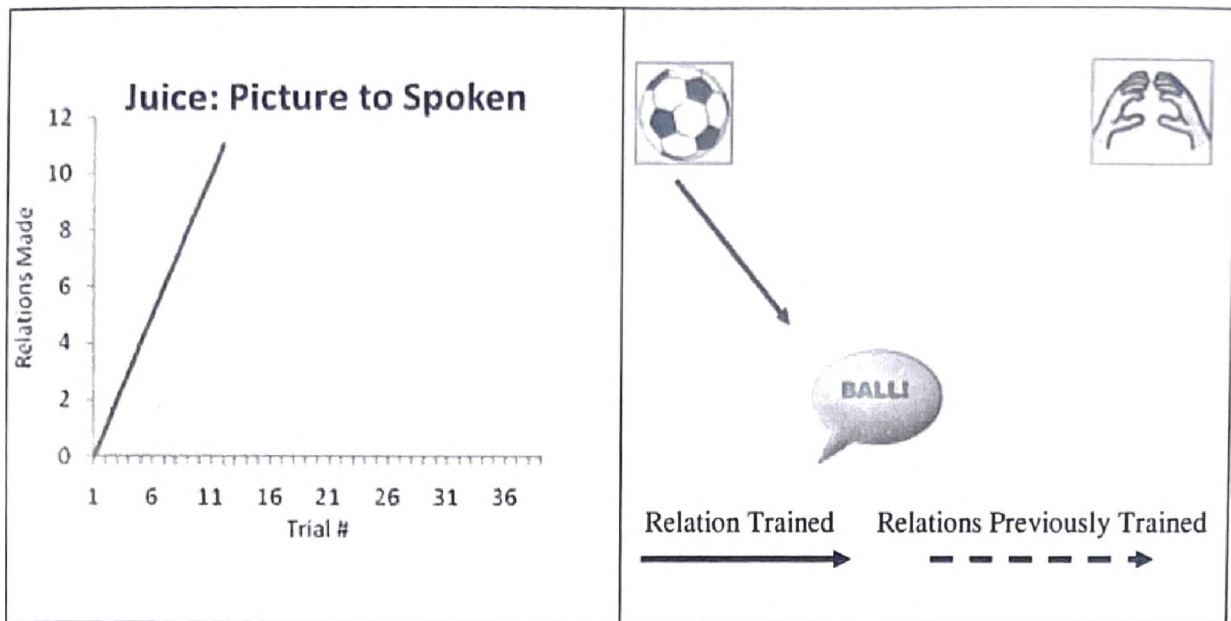 Juice: Picture to Spoken
12
10
8
6
4
2
0
Relations Made
1 6 11 16 21 26 31 36
Trial #
BALL!
Relation Trained Relations Previously Trained